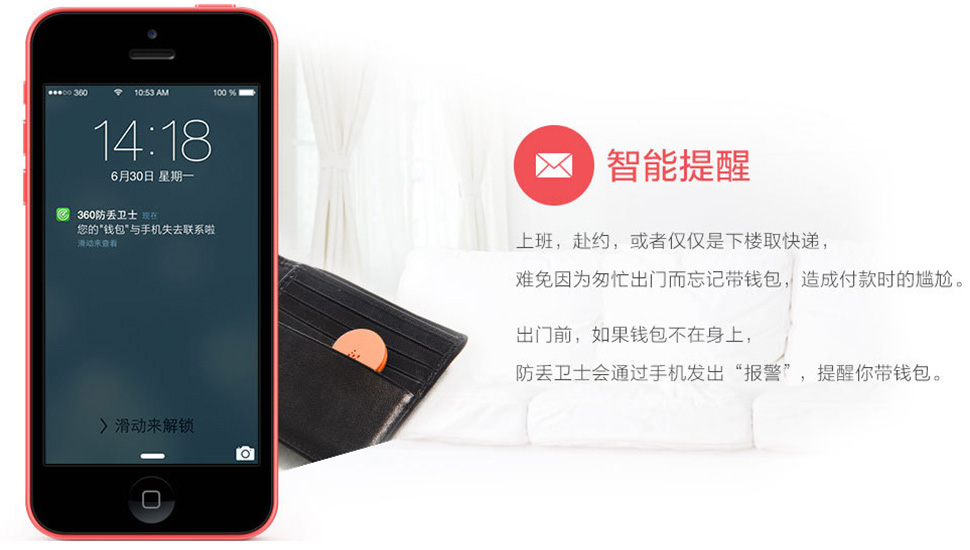 360
10:53 AM
100 %
14:18
6月30日 星期一
360防丢卫士 现在
您的"钱包"与手机失去联系啦
滑动来查看
> 滑动来解锁
智能提醒
上班，赴约，或者仅仅是下楼取快递，
难免因为匆忙出门而忘记带钱包，造成付款时的尴尬。
出门前，如果钱包不在身上，
防丢卫士会通过手机发出“报警”，提醒你带钱包。